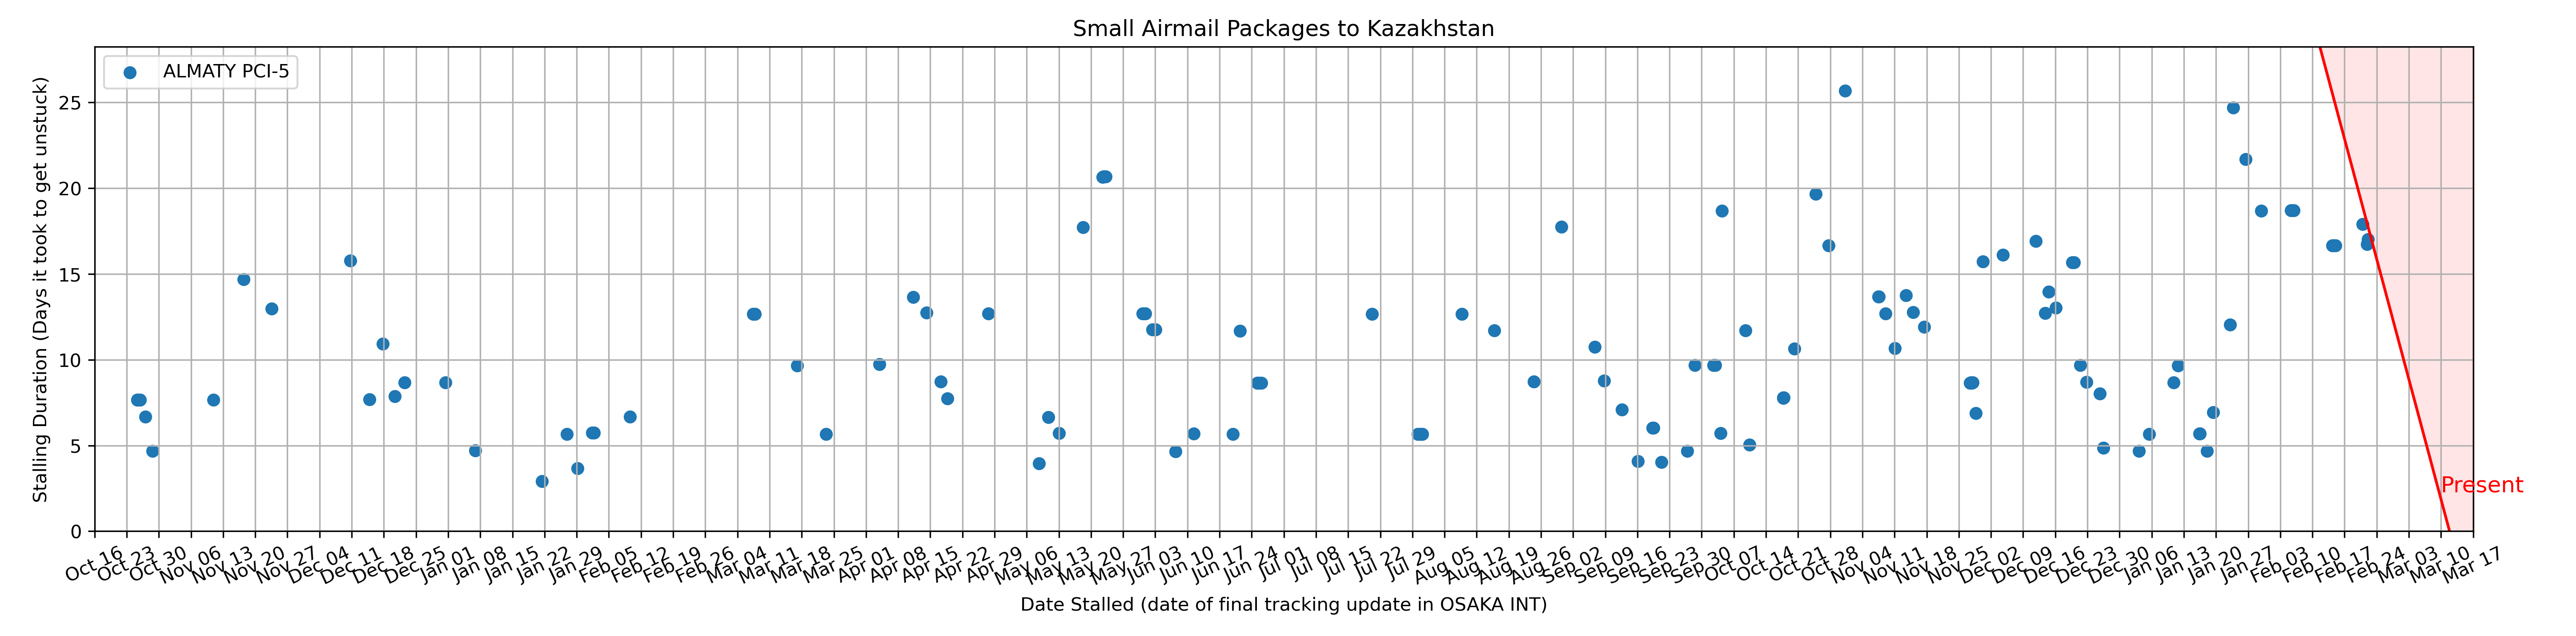 Small Airmail Packages to Kazakhstan
ALMATY PCI-5
Stalling Duration (Days it took to get unstuck)
25
20
15
10
5
0
Present
Oct 16
Oct 23
Oct 30
Nov 06
Nov 13
Nov 20
Nov 27
Dec 04
Dec 11
Dec 18
Dec 25
Jan 01
Jan 08
Jan 15
Jan 22
Jan 29
Feb 05
Feb 12
Feb 19
Feb 26
Mar 04
Mar 11
Mar 18
Mar 25
Apr 01
Apr 08
Apr 15
Apr 22
Apr 29
May 06
May 13
May 20
May 27
Jun 03
Jun 10
Jun 17
Jun 24
Jul 01
Jul 08
Jul 15
Jul 22
Jul 29
Aug 05
Aug 12
Aug 19
Aug 26
Sep 02
Sep 09
Sep 16
Sep 23
Sep 30
Oct 07
Oct 14
Oct 21
Oct 28
Nov 04
Nov 11
Nov 18
Nov 25
Dec 02
Dec 09
Dec 16
Dec 23
Dec 30
Jan 06
Jan 13
Jan 20
Jan 27
Feb 03
Feb 10
Feb 17
Feb 24
Mar 03
Mar 10
Mar 17
Date Stalled (date of final tracking update in OSAKA INT)